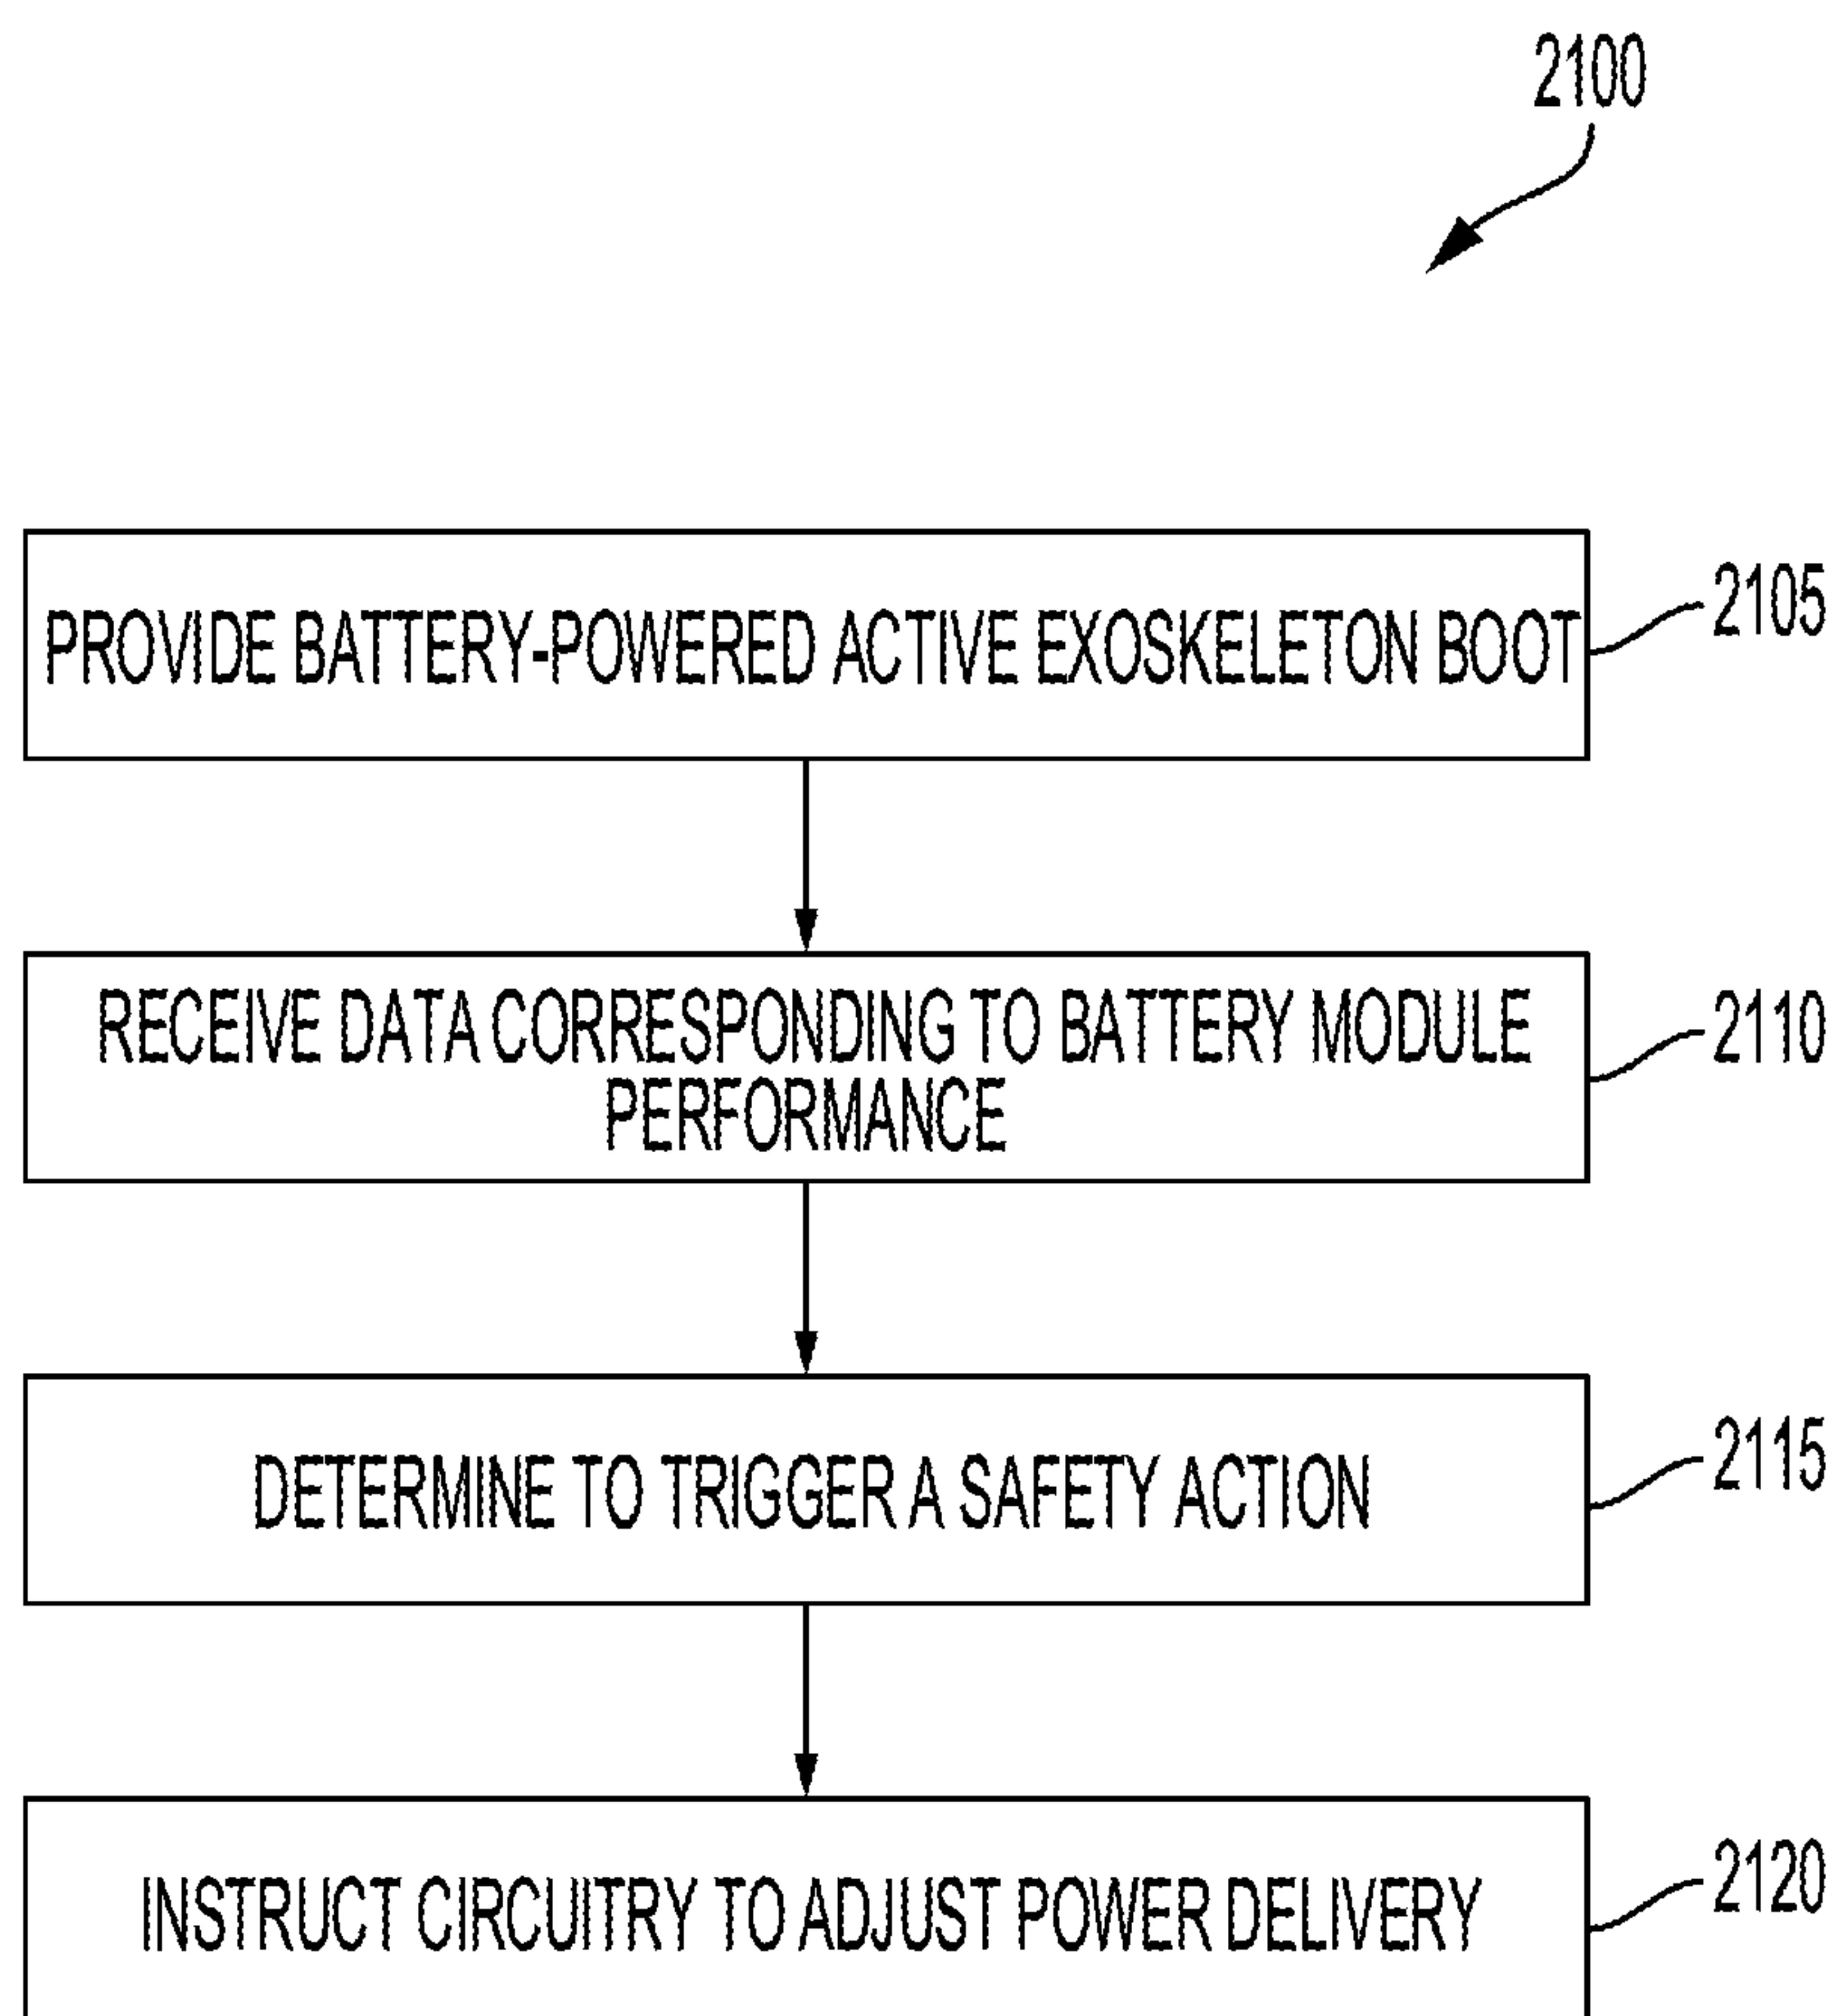 2100
PROVIDE BATTERY-POWERED ACTIVE EXOSKELETON BOOT
2105
RECEIVE DATA CORRESPONDING TO BATTERY MODULE
PERFORMANCE
2110
DETERMINE TO TRIGGER A SAFETY ACTION
2115
INSTRUCT CIRCUITRY TO ADJUST POWER DELIVERY
2120